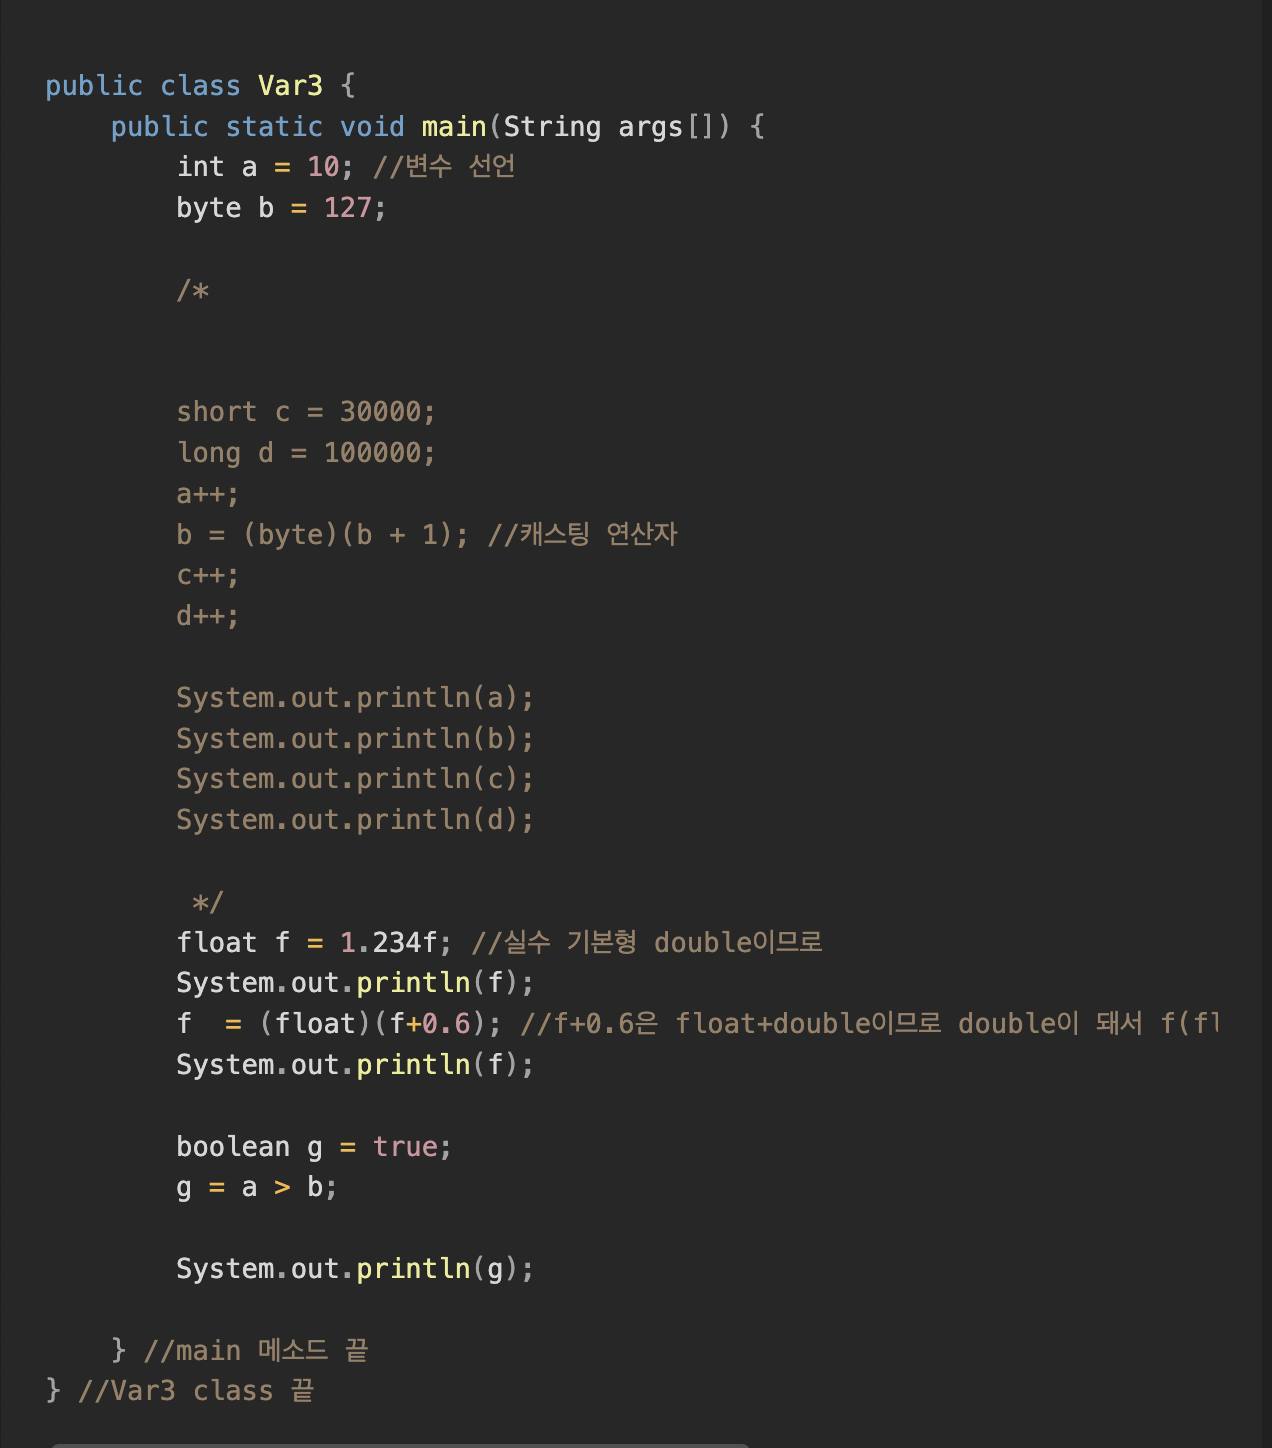 public class Var3 {
    public static void main(String args[]) {
        int a = 10; //변수 선언
        byte b = 127;

        /*


        short c = 30000;
        long d = 100000;
        a++;
        b = (byte)(b + 1); //캐스팅 연산자
        c++;
        d++;

        System.out.println(a);
        System.out.println(b);
        System.out.println(c);
        System.out.println(d);

         */
        float f = 1.234f; //실수 기본형 double이므로
        System.out.println(f);
        f  = (float)(f+0.6); //f+0.6은 float+double이므로 double이 돼서 f(fl
        System.out.println(f);

        boolean g = true;
        g = a > b;

        System.out.println(g);

    } //main 메소드 끝
} //Var3 class 끝